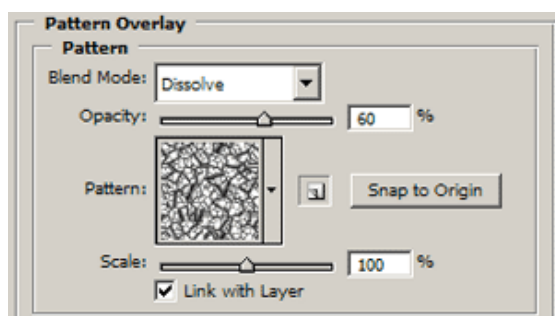 Pattern Overlay
Pattern
Blend Mode: Dissolve
Opacity: 60 %
Pattern: Snap to Origin
Scale: 100 %
Link with Layer